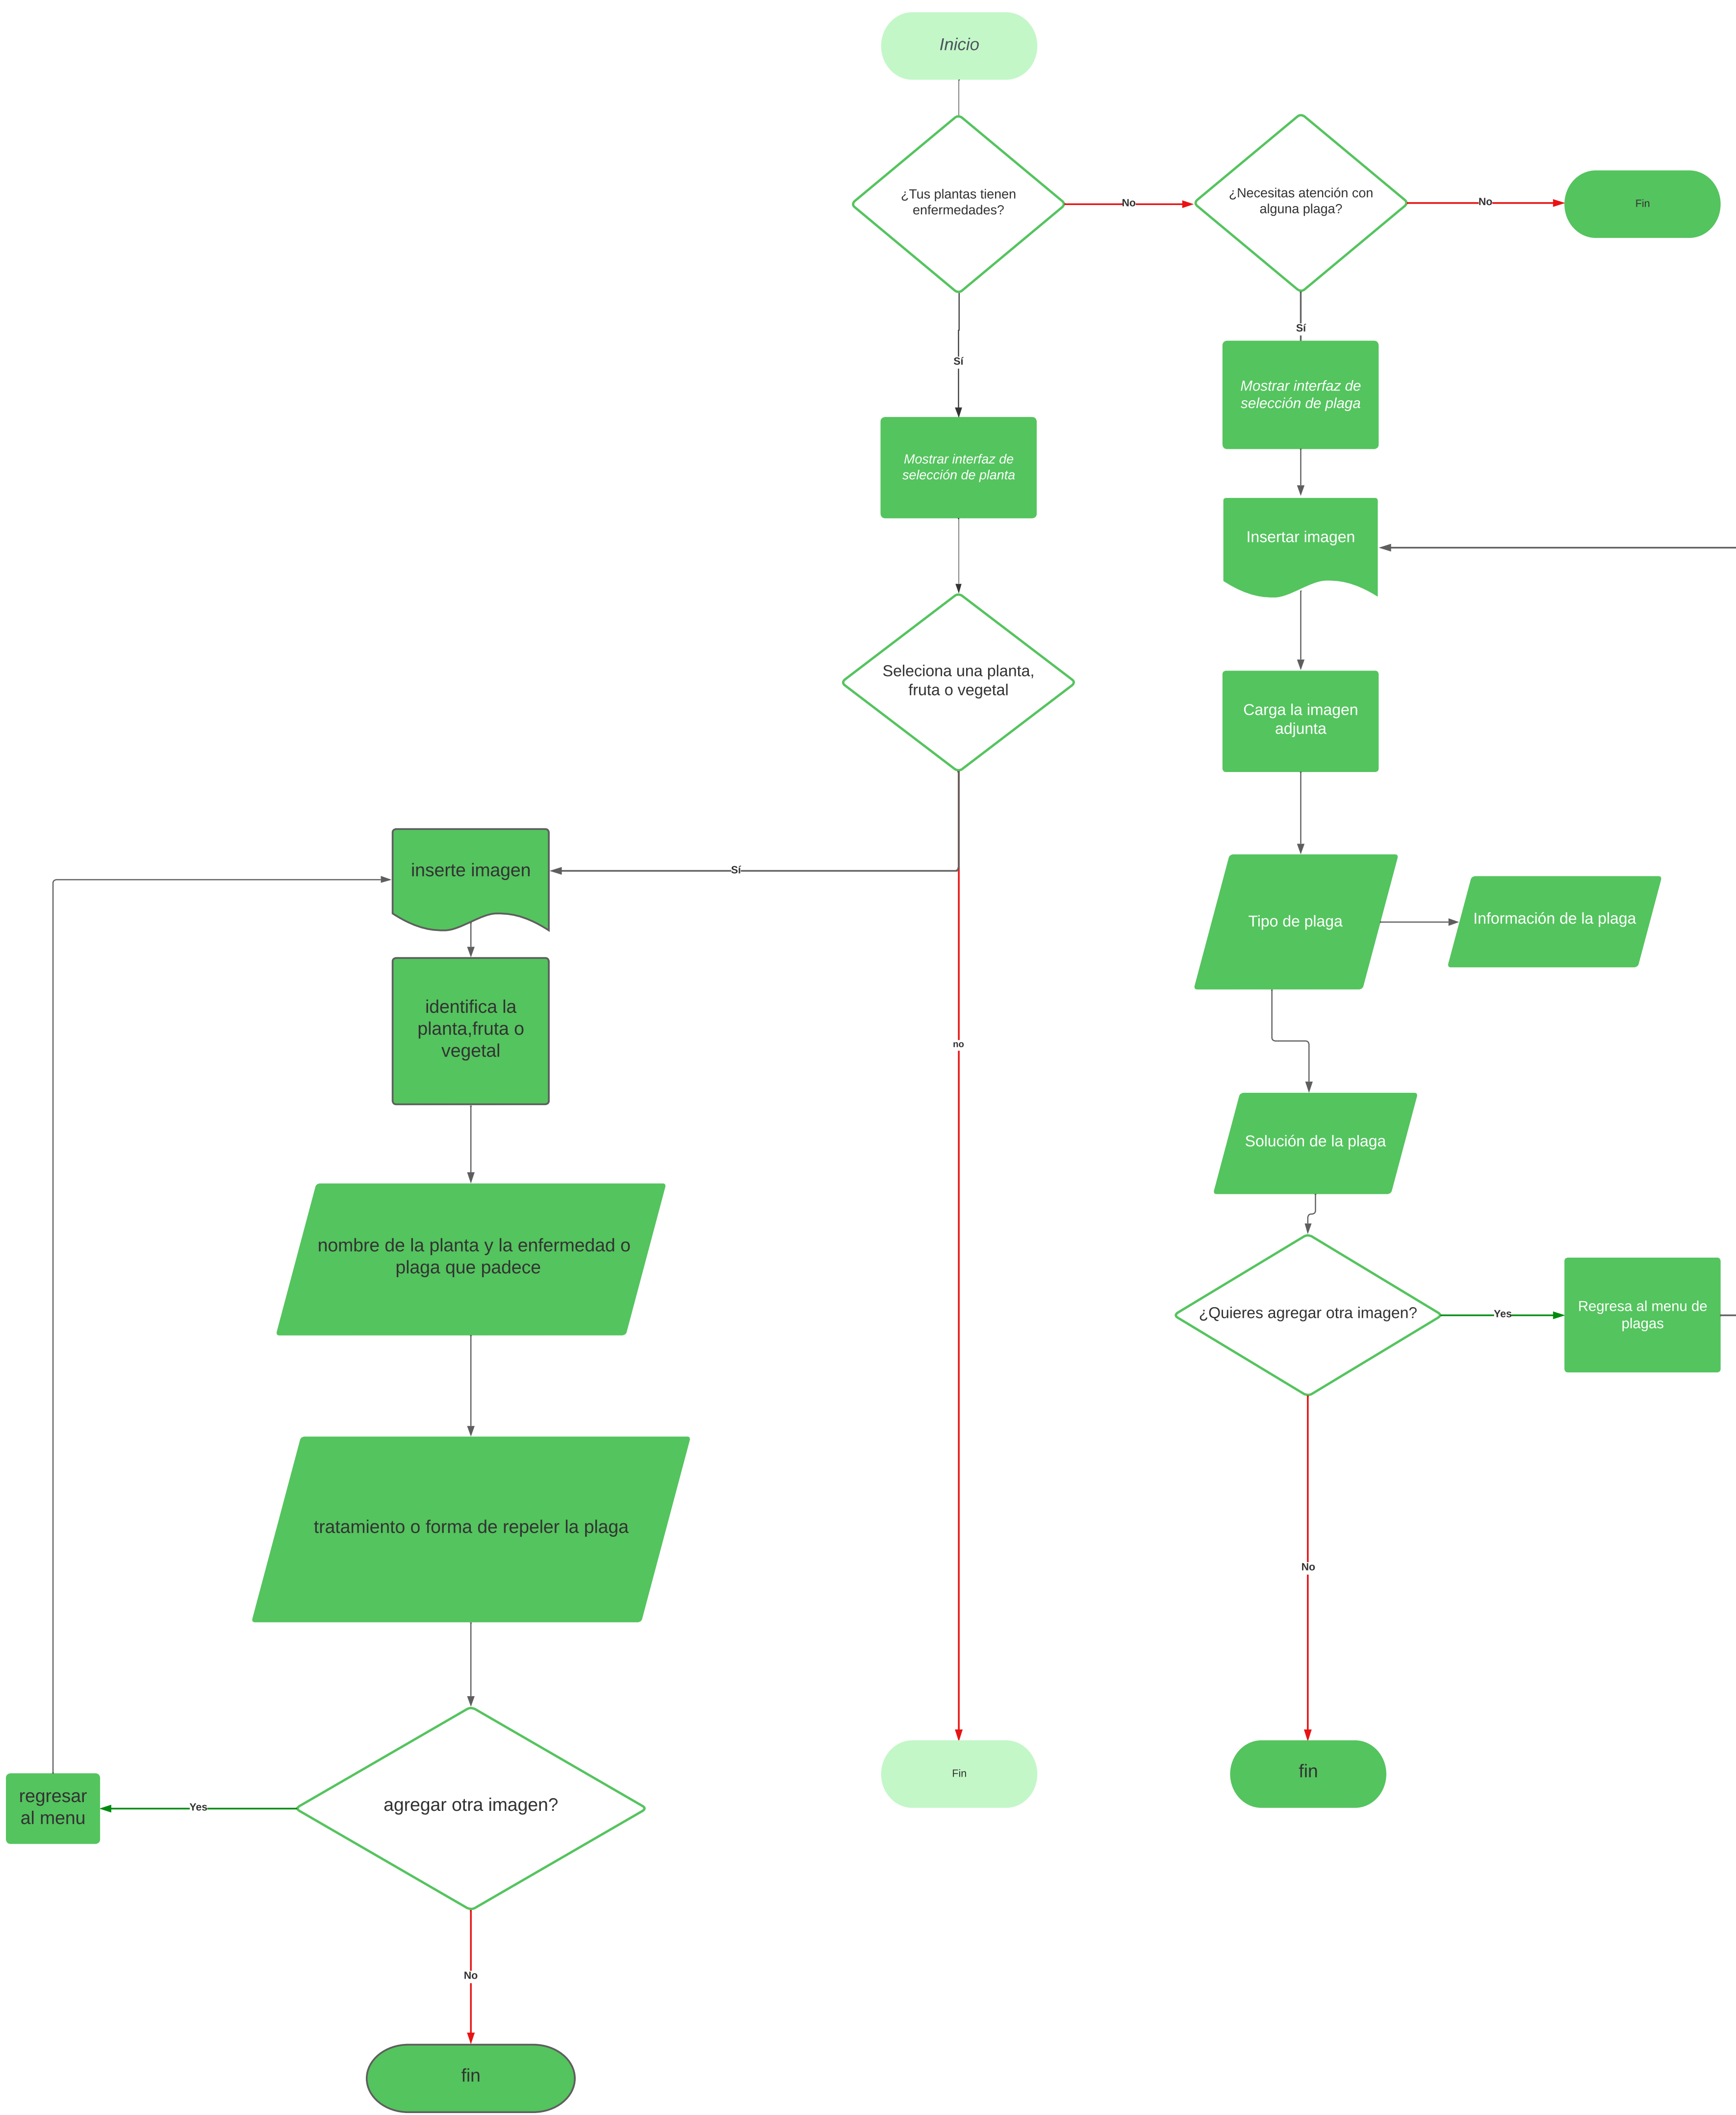 Inicio
¿Tus plantas tienen
enfermedades?
No
¿Necesitas atención con
alguna plaga?
No
Fin
Sí
Sí
Mostrar interfaz de
selección de plaga
Mostrar interfaz de
selección de planta
Insertar imagen
Seleciona una planta,
fruta o vegetal
Carga la imagen
adjunta
inserte imagen
Sí
Tipo de plaga
Información de la plaga
identifica la
planta,fruta o
vegetal
no
Solución de la plaga
nombre de la planta y la enfermedad o
plaga que padece
¿Quieres agregar otra imagen?
Yes
Regresa al menu de
plagas
tratamiento o forma de repeler la plaga
No
Fin
fin
regresar
al menu
Yes
agregar otra imagen?
No
fin